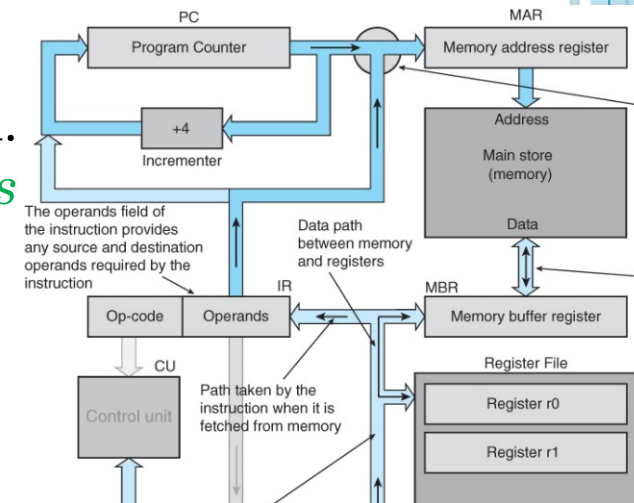 PC
MAR
Program Counter
Memory address register
+4
Incrementer
Address
Main store
(memory)
Data
s
The operands field of
the instruction provides
any source and destination
operands required by the
instruction
Data path
between memory
and registers
IR
MBR
Op-code
Operands
Memory buffer register
CU
Control unit
Path taken by the
instruction when it is
fetched from memory
Register File
Register r0
Register r1